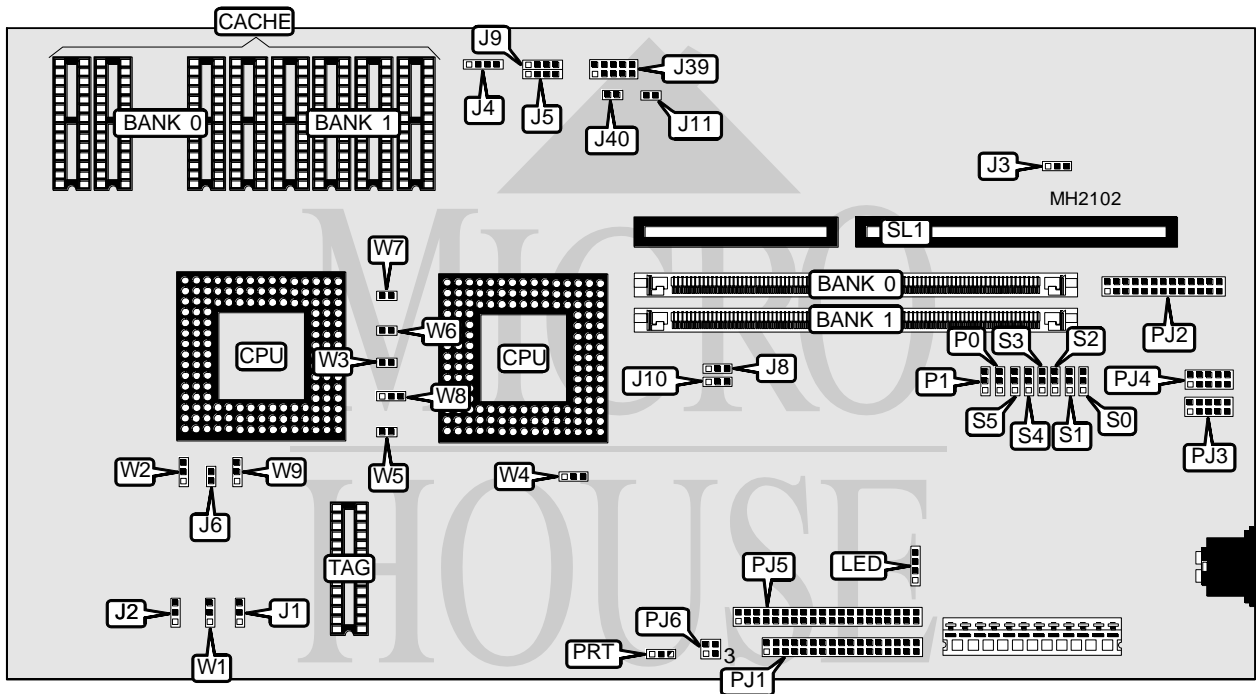 CACHE
J9
J39
J4
J5
J40
J11
BANK 0
BANK 1
J3
MH2102
SL1
W7
BANK 0
BANK 1
PJ2
W6
W3
CPU
CPU
W8
W5
J8
J10
P0
S3
S2
P1
S5
S4
S1
S0
PJ4
PJ3
W2
W9
J6
W4
MICRO
HOUSE
TAG
LED
PJ5
J2
J1
W1
PJ6
3
PRT
PJ1